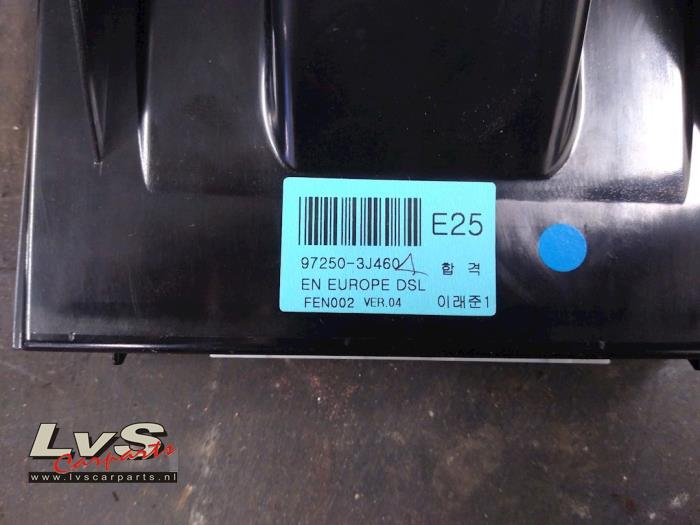 E25
97250-3J460 합격
EN EUROPE DSL
FEN002 VER.04 이래준1
LvS
Carparts
www.lvscarparts.nl